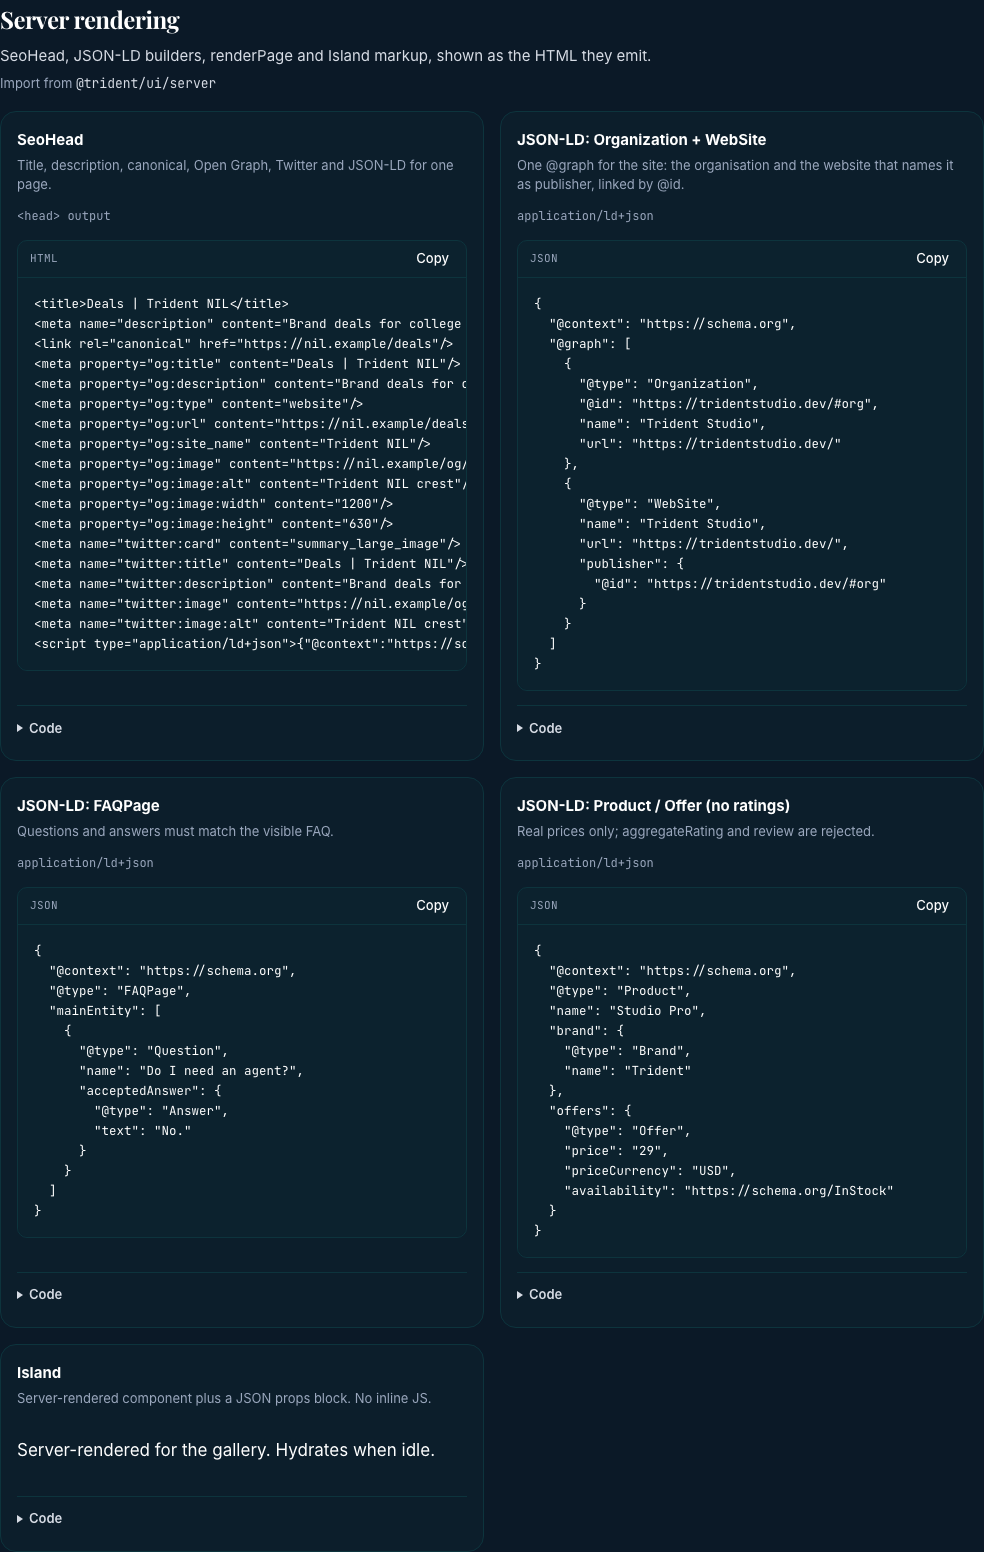 Server rendering
SeoHead, JSON-LD builders, renderPage and Island markup, shown as the HTML they emit.
Import from @trident/ui/server
SeoHead
Title, description, canonical, Open Graph, Twitter and JSON-LD for one
page.
<head> output
HTML
Copy
<title>Deals | Trident NIL</title>
<meta name="description" content="Brand deals for college
<link rel="canonical" href="https://nil.example/deals"/>
<meta property="og:title" content="Deals | Trident NIL"/>
<meta property="og:description" content="Brand deals for c
<meta property="og:type" content="website"/>
<meta property="og:url" content="https://nil.example/deals
<meta property="og:site_name" content="Trident NIL"/>
<meta property="og:image" content="https://nil.example/og/
<meta property="og:image:alt" content="Trident NIL crest"/
<meta property="og:image:width" content="1200"/>
<meta property="og:image:height" content="630"/>
<meta name="twitter:card" content="summary_large_image"/>
<meta name="twitter:title" content="Deals | Trident NIL"/>
<meta name="twitter:description" content="Brand deals for
<meta name="twitter:image" content="https://nil.example/og
<meta name="twitter:image:alt" content="Trident NIL crest"
<script type="application/ld+json">{"@context":"https://sc
Code
JSON-LD: Organization + WebSite
One @graph for the site: the organisation and the website that names it
as publisher, linked by @id.
application/ld+json
JSON
Copy
{
  "@context": "https://schema.org",
  "@graph": [
    {
      "@type": "Organization",
      "@id": "https://tridentstudio.dev/#org",
      "name": "Trident Studio",
      "url": "https://tridentstudio.dev/"
    },
    {
      "@type": "WebSite",
      "name": "Trident Studio",
      "url": "https://tridentstudio.dev/",
      "publisher": {
        "@id": "https://tridentstudio.dev/#org"
      }
    }
  ]
}
Code
JSON-LD: FAQPage
Questions and answers must match the visible FAQ.
application/ld+json
JSON
Copy
{
  "@context": "https://schema.org",
  "@type": "FAQPage",
  "mainEntity": [
    {
      "@type": "Question",
      "name": "Do I need an agent?",
      "acceptedAnswer": {
        "@type": "Answer",
        "text": "No."
      }
    }
  ]
}
Code
JSON-LD: Product / Offer (no ratings)
Real prices only; aggregateRating and review are rejected.
application/ld+json
JSON
Copy
{
  "@context": "https://schema.org",
  "@type": "Product",
  "name": "Studio Pro",
  "brand": {
    "@type": "Brand",
    "name": "Trident"
  },
  "offers": {
    "@type": "Offer",
    "price": "29",
    "priceCurrency": "USD",
    "availability": "https://schema.org/InStock"
  }
}
Code
Island
Server-rendered component plus a JSON props block. No inline JS.
Server-rendered for the gallery. Hydrates when idle.
Code